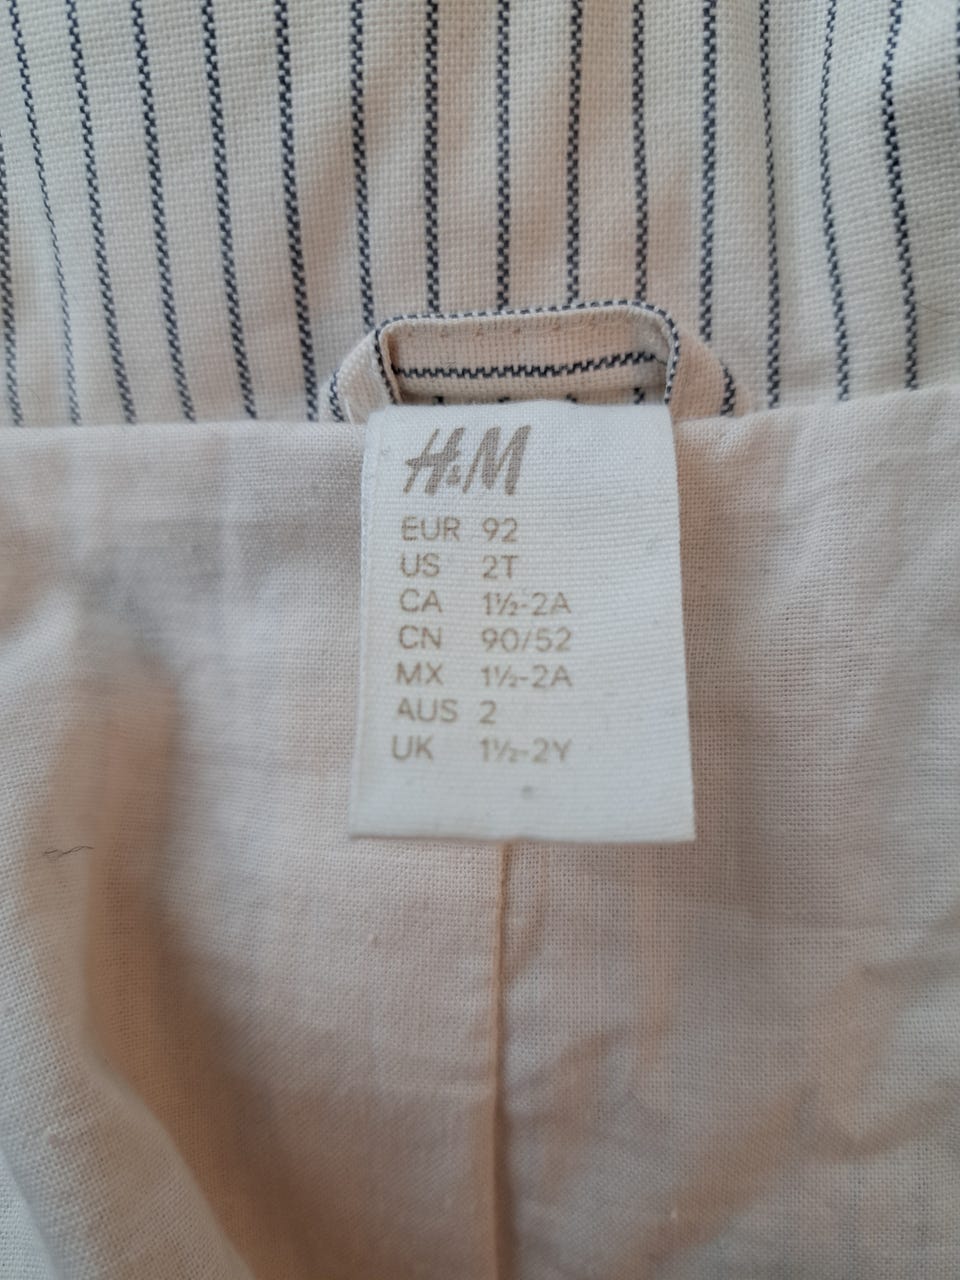 H&M
EUR 92
US 2T
CA 1½-2A
CN 90/52
MX 1½-2A
AUS 2
UK 1½-2Y